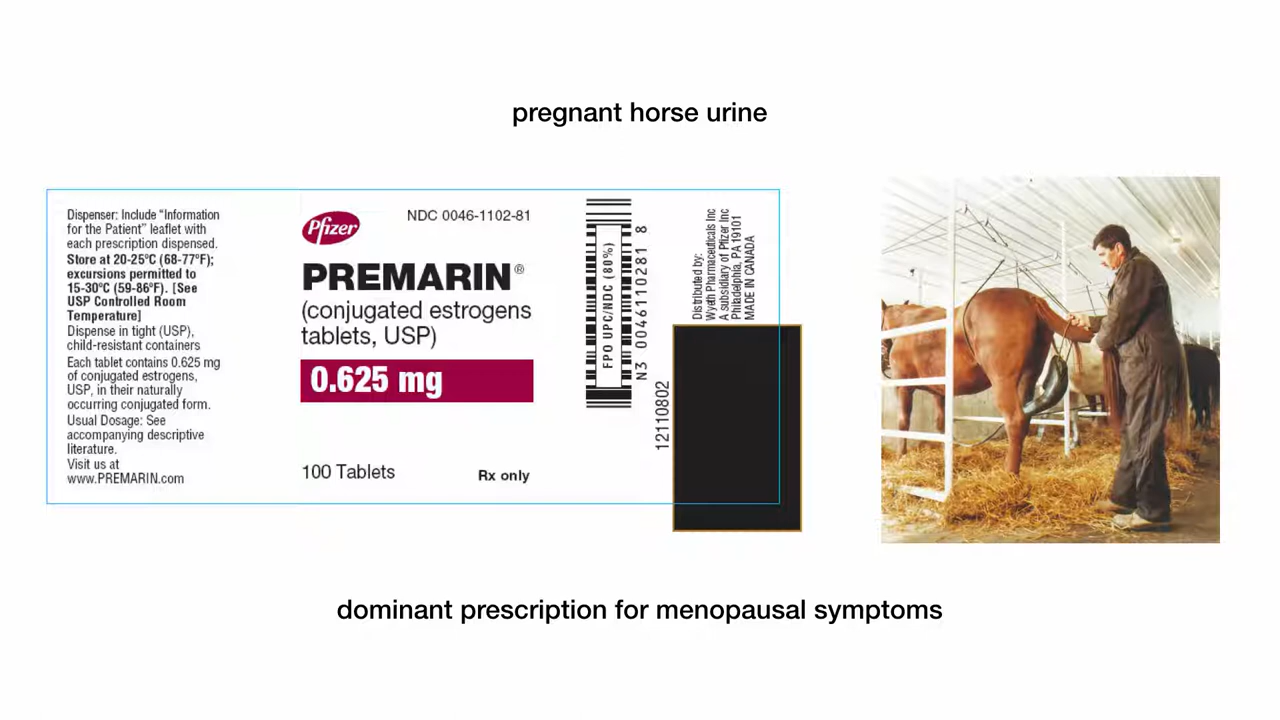 pregnant horse urine
Dispenser: Include “Information
for the Patient” leaflet with
each prescription dispensed.
Store at 20-25°C (68-77°F);
excursions permitted to
15-30°C (59-86°F). [See
USP Controlled Room
Temperature]
Dispense in tight (USP),
child-resistant containers
Each tablet contains 0.625 mg
of conjugated estrogens,
USP, in their naturally
occurring conjugated form.
Usual Dosage: See
accompanying descriptive
literature.
Visit us at
www.PREMARIN.com
Pfizer
NDC 0046-1102-81
PREMARIN®
(conjugated estrogens
tablets, USP)
0.625 mg
100 Tablets
Rx only
FPO UPC/NDC (80%)
N3 0046110281 8
12110802
Distributed by:
Wyeth Pharmaceuticals Inc
A subsidiary of Pfizer Inc
Philadelphia, PA 19101
MADE IN CANADA
dominant prescription for menopausal symptoms